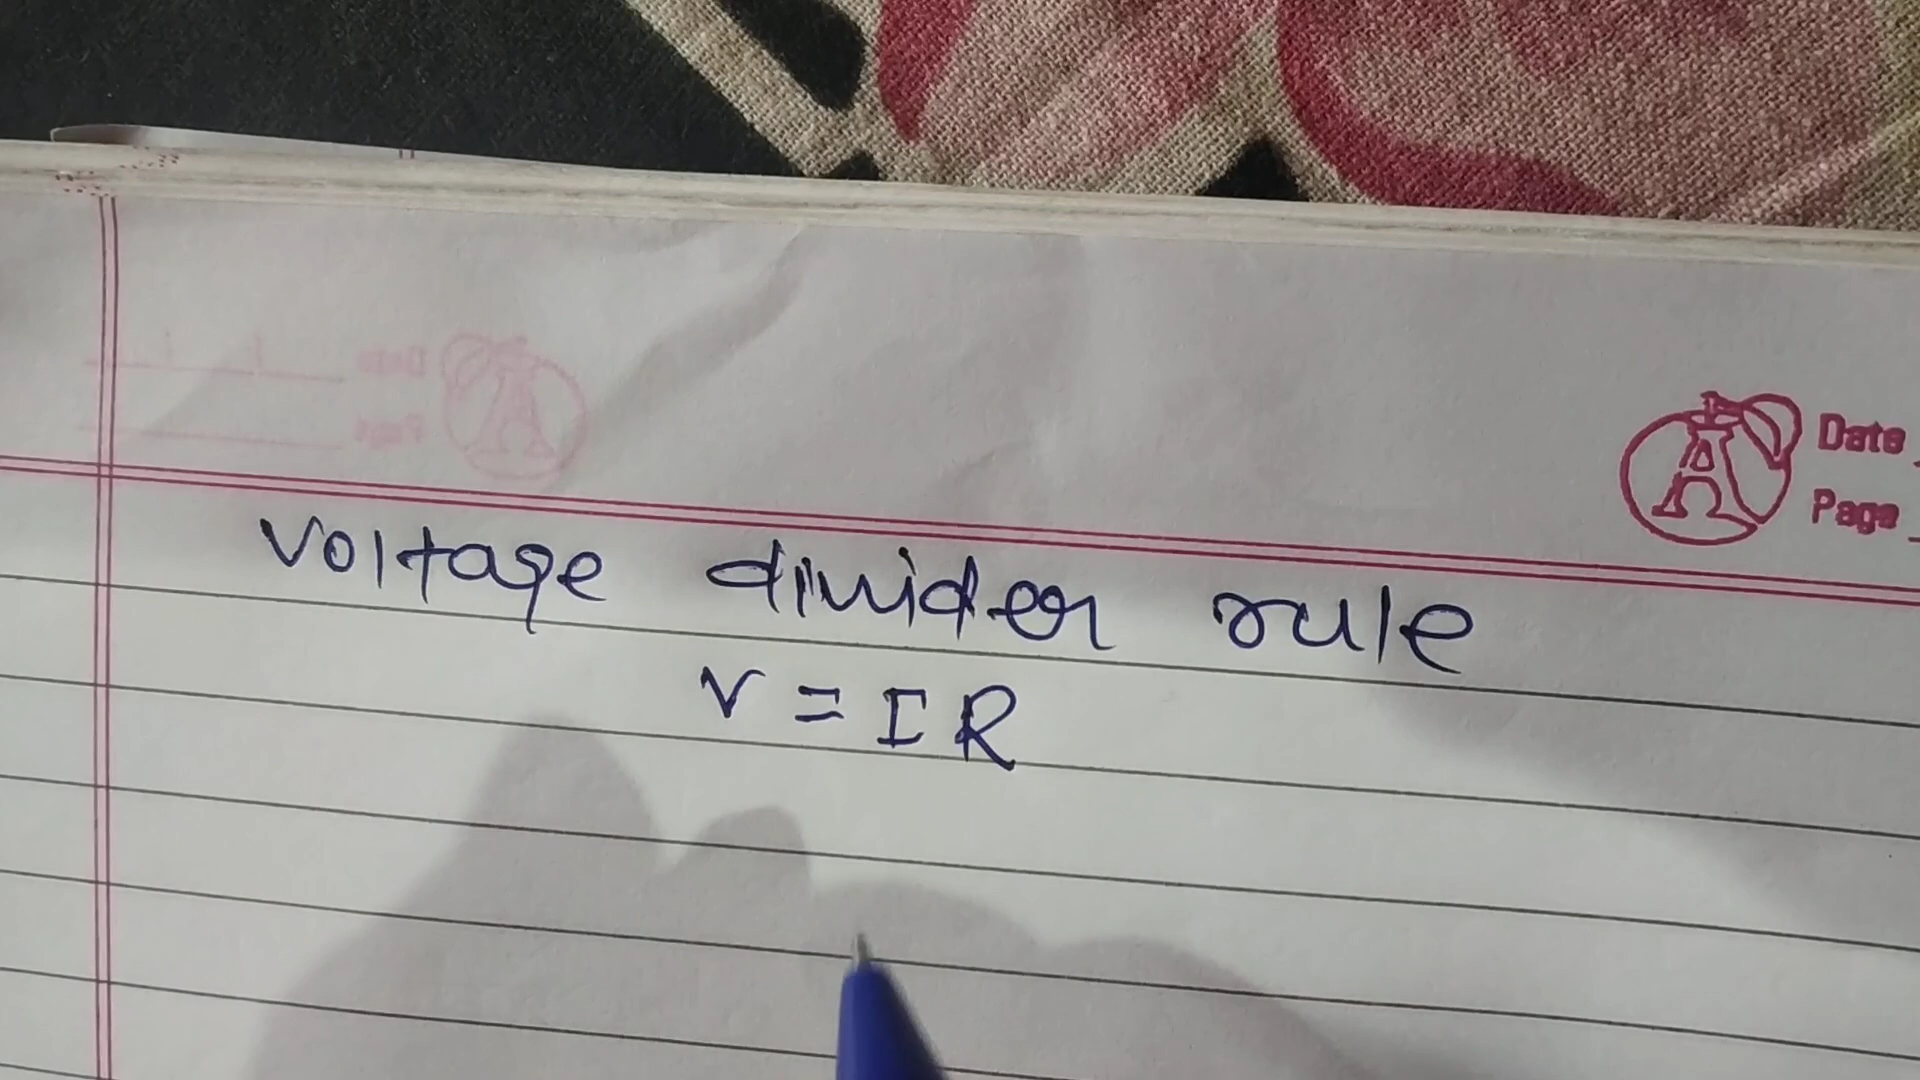 Date
Page
Voltage divider rule
V = IR